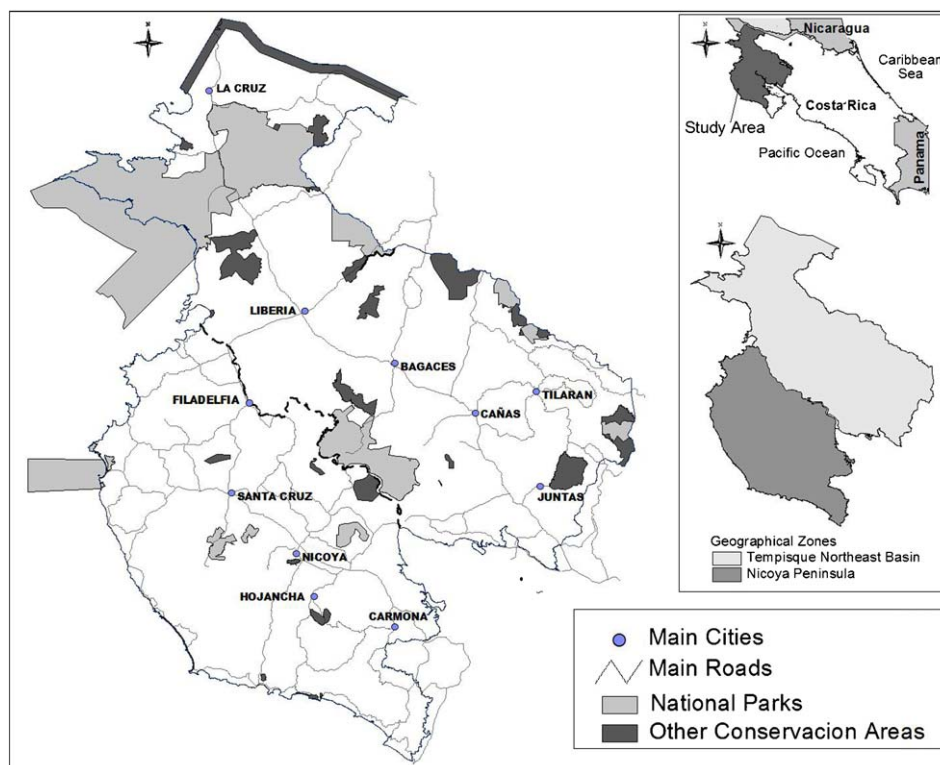 LA CRUZ
LIBERIA
BAGACES
TILARAN
FILADELFIA
CAÑAS
SANTA CRUZ
JUNTAS
NICOYA
HOJANCHA
CARMONA
Nicaragua
Caribbean
Sea
Costa Rica
Study Area
Pacific Ocean
Panama
Geographical Zones
Tempisque Northeast Basin
Nicoya Peninsula
Main Cities
Main Roads
National Parks
Other Conservacion Areas